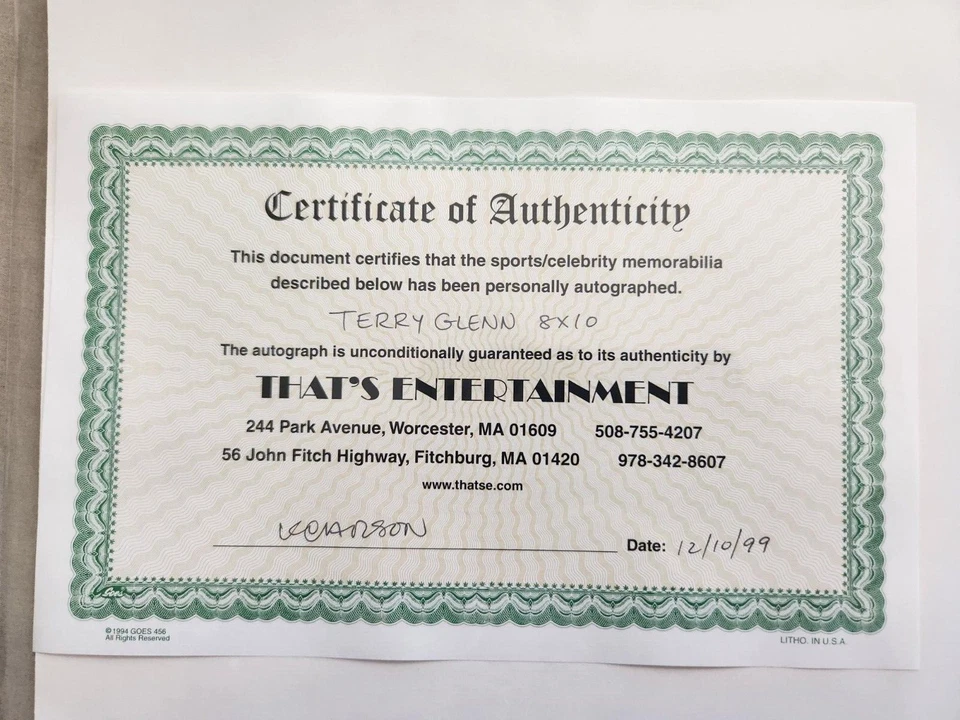 Certificate of Authenticity
This document certifies that the sports/celebrity memorabilia
described below has been personally autographed.
TERRY GLENN 8X10
The autograph is unconditionally guaranteed as to its authenticity by
THAT'S ENTERTAINMENT
244 Park Avenue, Worcester, MA 01609 508-755-4207
56 John Fitch Highway, Fitchburg, MA 01420 978-342-8607
www.thatse.com
Date: 12/10/99
Goes
©1994 GOES 456
All Rights Reserved
LITHO. IN U.S.A.